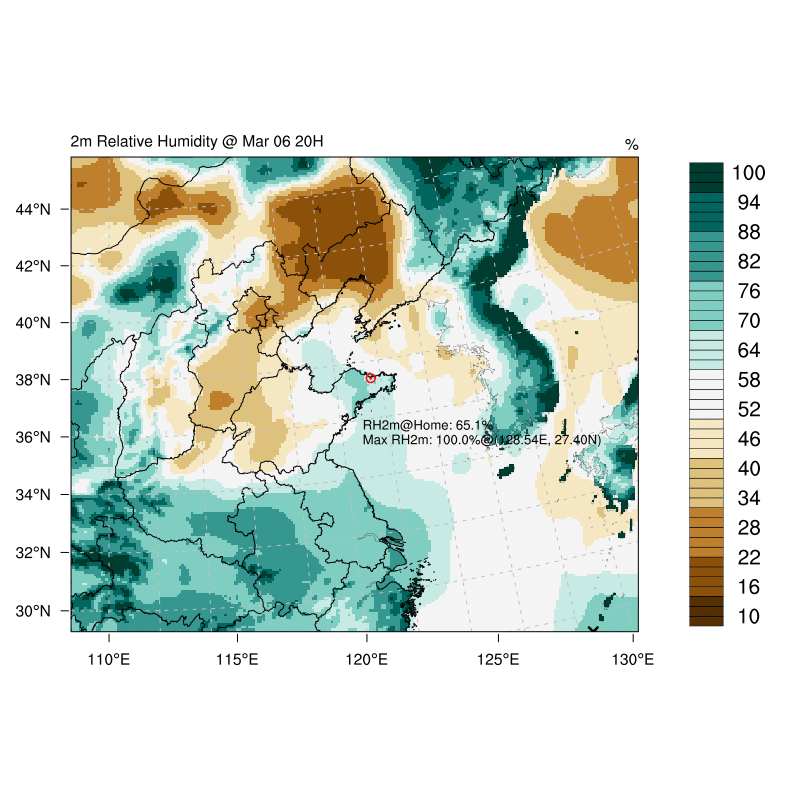 2m Relative Humidity @ Mar 06 20H
%
100
94
88
82
76
70
64
58
52
46
40
34
28
22
16
10
44°N
42°N
40°N
38°N
36°N
34°N
32°N
30°N
RH2m@Home: 65.1%
Max RH2m: 100.0%@(128.54E, 27.40N)
110°E
115°E
120°E
125°E
130°E